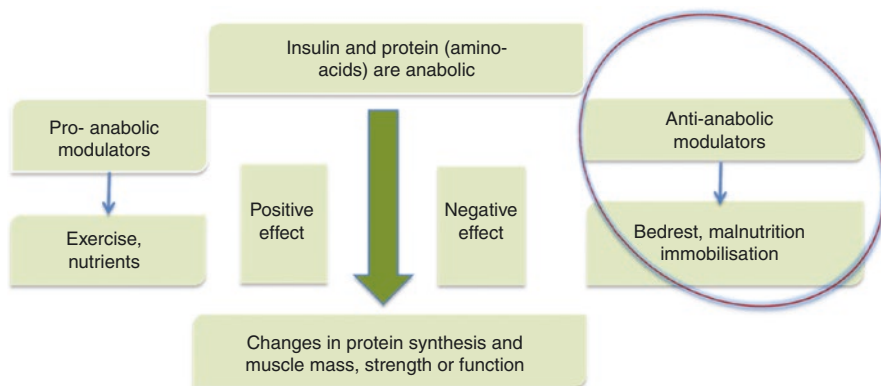 Insulin and protein (amino-
acids) are anabolic
Pro- anabolic
modulators
Anti-anabolic
modulators
Positive
effect
Negative
effect
Exercise,
nutrients
Bedrest, malnutrition
immobilisation
Changes in protein synthesis and
muscle mass, strength or function